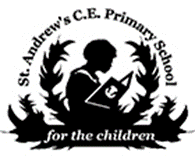 St. Andrew's C.E. Primary School
for the children